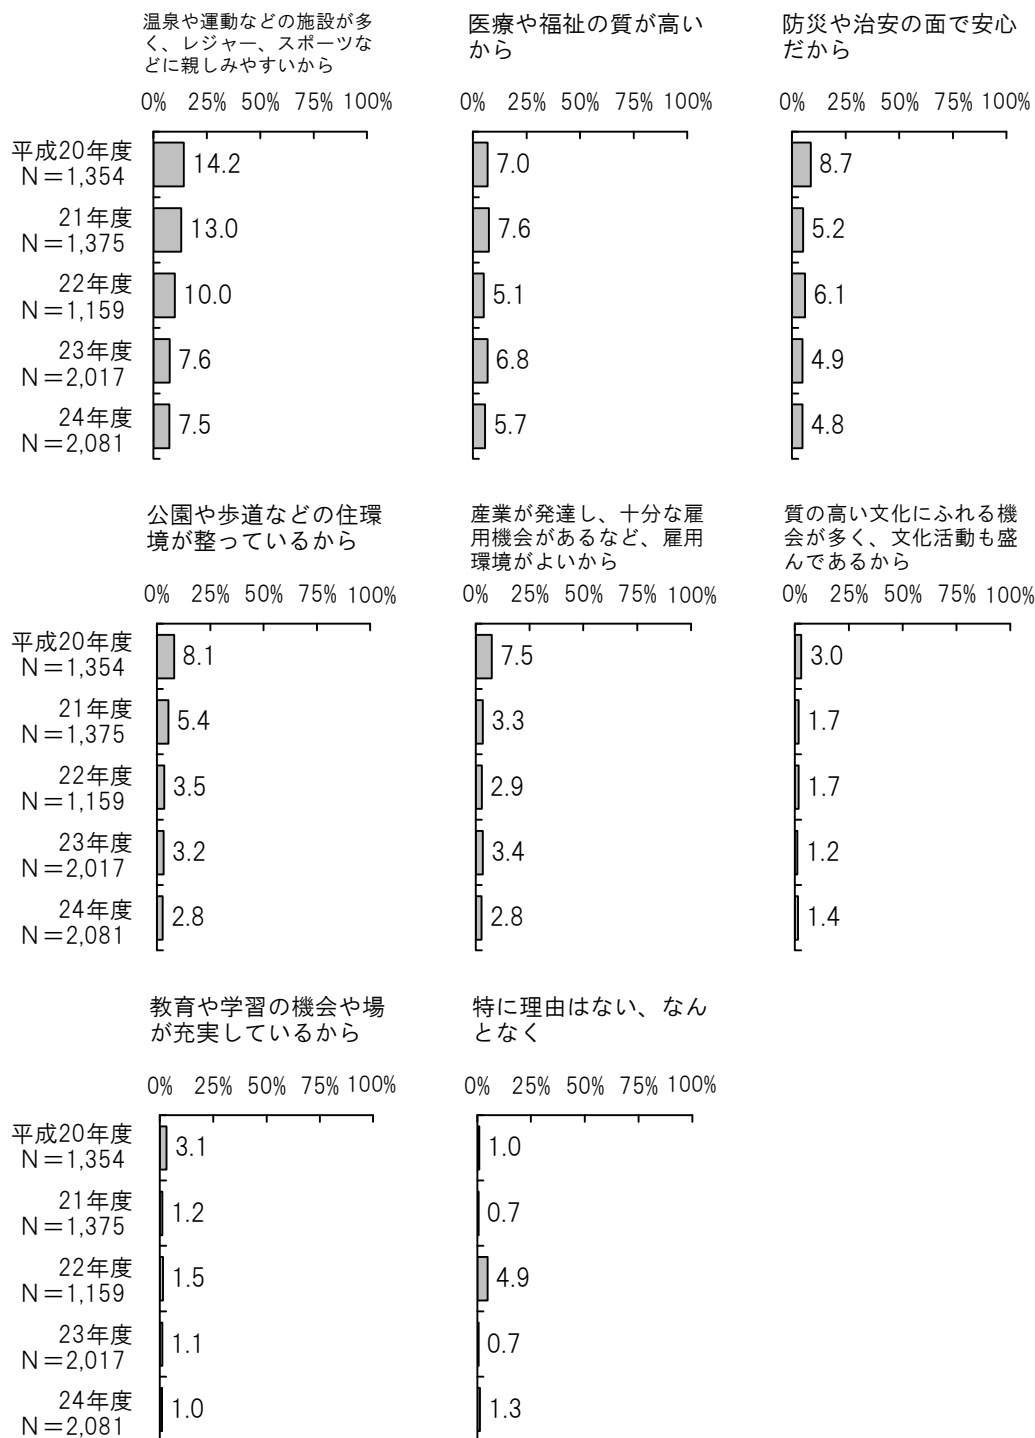 温泉や運動などの施設が多
く、レジャー、スポーツな
どに親しみやすいから
0% 25% 50% 75% 100%
平成20年度
N＝1,354
14.2
21年度
N＝1,375
13.0
22年度
N＝1,159
10.0
23年度
N＝2,017
7.6
24年度
N＝2,081
7.5
医療や福祉の質が高い
から
0% 25% 50% 75% 100%
7.0
7.6
5.1
6.8
5.7
防災や治安の面で安心
だから
0% 25% 50% 75% 100%
8.7
5.2
6.1
4.9
4.8
公園や歩道などの住環
境が整っているから
0% 25% 50% 75% 100%
平成20年度
N＝1,354
8.1
21年度
N＝1,375
5.4
22年度
N＝1,159
3.5
23年度
N＝2,017
3.2
24年度
N＝2,081
2.8
産業が発達し、十分な雇
用機会があるなど、雇用
環境がよいから
0% 25% 50% 75% 100%
7.5
3.3
2.9
3.4
2.8
質の高い文化にふれる機
会が多く、文化活動も盛
んであるから
0% 25% 50% 75% 100%
3.0
1.7
1.7
1.2
1.4
教育や学習の機会や場
が充実しているから
0% 25% 50% 75% 100%
平成20年度
N＝1,354
3.1
21年度
N＝1,375
1.2
22年度
N＝1,159
1.5
23年度
N＝2,017
1.1
24年度
N＝2,081
1.0
特に理由はない、なん
となく
0% 25% 50% 75% 100%
1.0
0.7
4.9
0.7
1.3